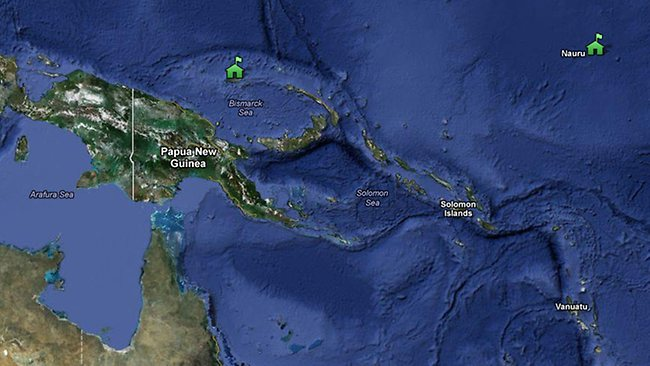 Nauru
Bismarck
Sea
Papua New
Guinea
Arafura Sea
Solomon
Sea
Solomon
Islands
Vanuatu